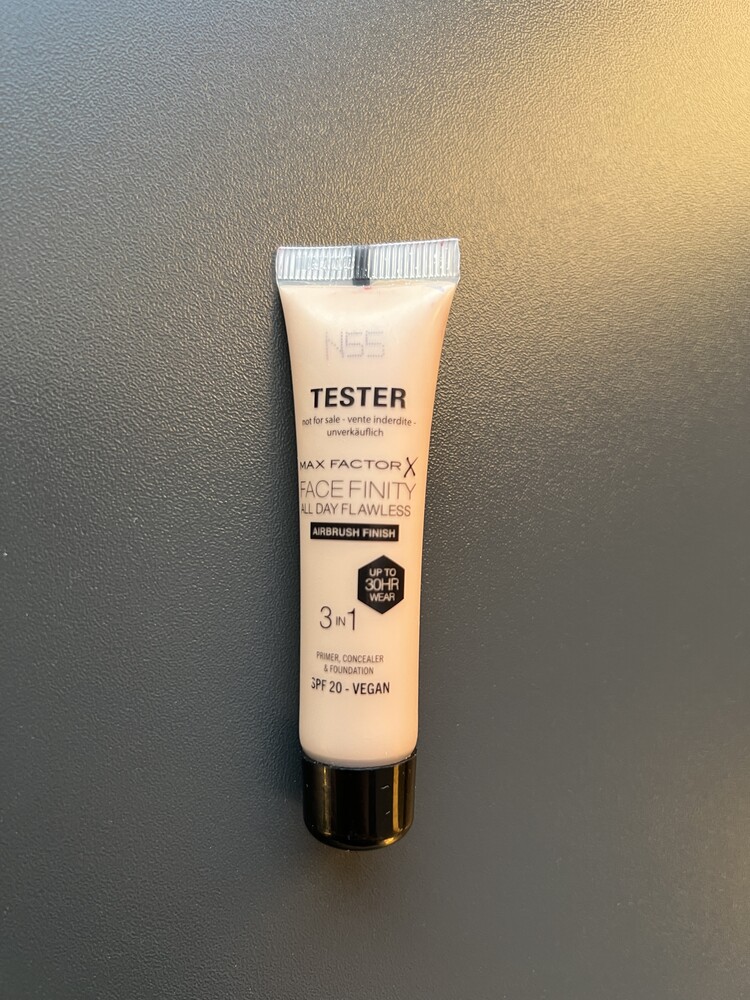 N55
TESTER
not for sale - vente inderdite -
unverkäuflich
MAX FACTOR X
FACE FINITY
ALL DAY FLAWLESS
AIRBRUSH FINISH
UP TO
30HR
WEAR
3 IN 1
PRIMER, CONCEALER
& FOUNDATION
SPF 20 - VEGAN